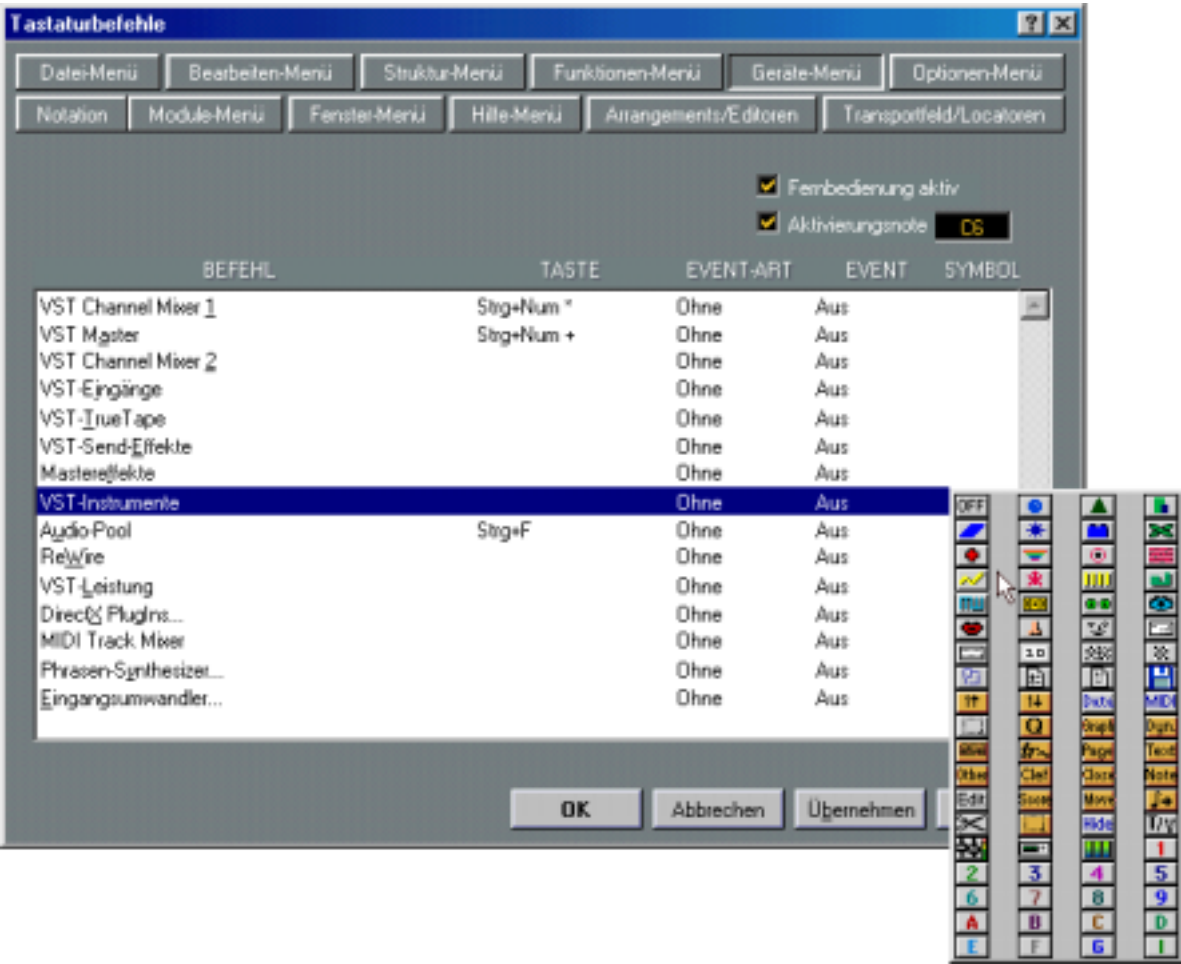 Tastaturbefehle
Datei-Menü Bearbeiten-Menü Struktur-Menü Funktionen-Menü Geräte-Menü Optionen-Menü
Notation Module-Menü Fenster-Menü Hilfe-Menü Arrangements/Editoren Transportfeld/Locatoren
Fernbedienung aktiv
Aktivierungsnote C6
BEFEHL TASTE EVENT-ART EVENT SYMBOL
VST Channel Mixer 1 Strg+Num * Ohne Aus
VST Master Strg+Num + Ohne Aus
VST Channel Mixer 2 Ohne Aus
VST-Eingänge Ohne Aus
VST-TrueTape Ohne Aus
VST-Send-Effekte Ohne Aus
Mastereffekte Ohne Aus
VST-Instrumente Ohne Aus
Audio-Pool Strg+F Ohne Aus
ReWire Ohne Aus
VST-Leistung Ohne Aus
DirectX PlugIns... Ohne Aus
MIDI Track Mixer Ohne Aus
Phrasen-Synthesizer... Ohne Aus
Eingangsumwandler... Ohne Aus
OK Abbrechen Übernehmen
OFF
10
Data MIDI
Q Graph Dyn.
Page Text
Other Clef Close Note
Edit Score Move
Hide T/V
1
2 3 4 5
6 7 8 9
A B C D
E F G I